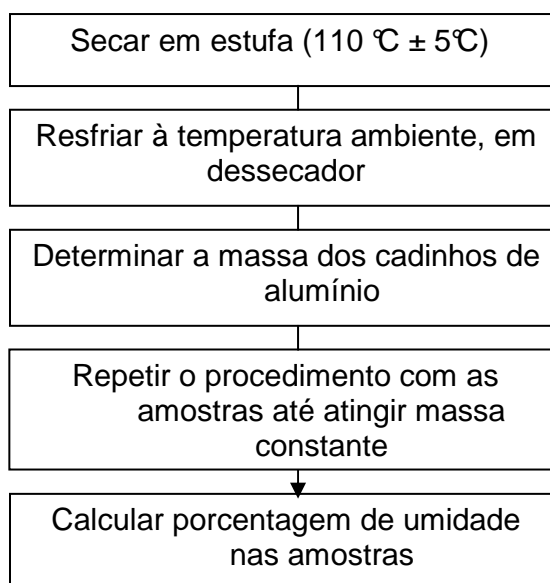 Secar em estufa (110 ℃ ± 5℃)
Resfriar à temperatura ambiente, em
dessecador
Determinar a massa dos cadinhos de
alumínio
Repetir o procedimento com as
amostras até atingir massa
constante
Calcular porcentagem de umidade
nas amostras